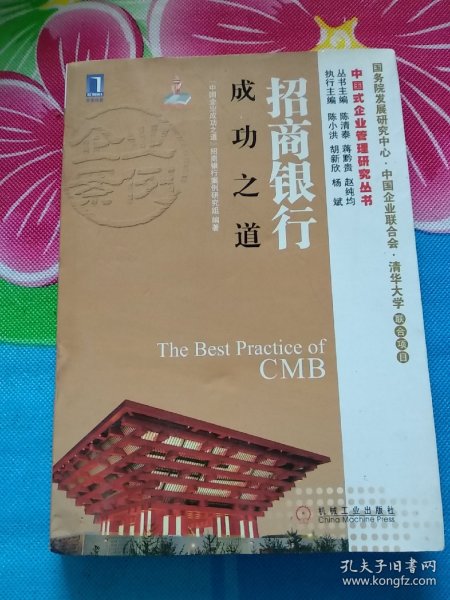 国务院发展研究中心·中国企业联合会·清华大学 联合项目
中国式企业管理研究丛书
丛书主编 陈清泰 蒋黔贵 赵纯均
执行主编 陈小洪 胡新欣 杨斌
招商银行
成功之道
中国企业成功之道 招商银行案例研究组 编著
企业
案例
The Best Practice of
CMB
机械工业出版社
China Machine Press
孔夫子旧书网
www.kongfz.com